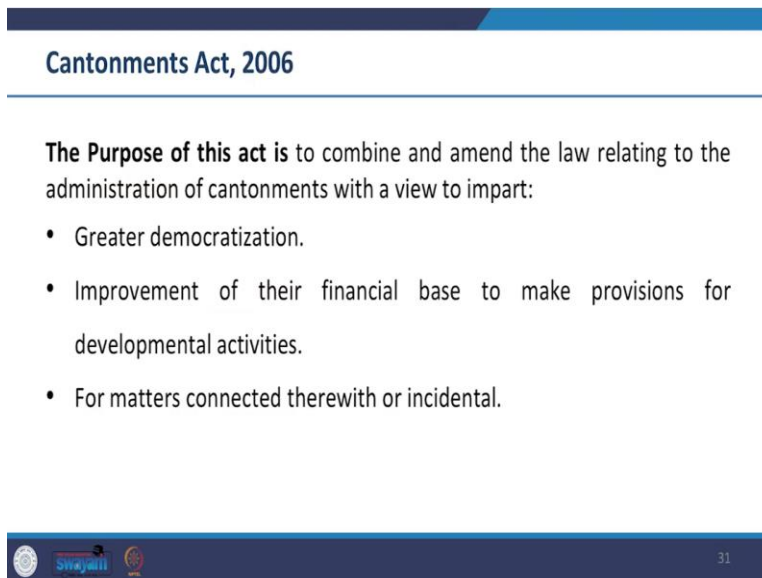 Cantonments Act, 2006
The Purpose of this act is to combine and amend the law relating to the
administration of cantonments with a view to impart:
• Greater democratization.
• Improvement of their financial base to make provisions for
developmental activities.
• For matters connected therewith or incidental.
swayam
31